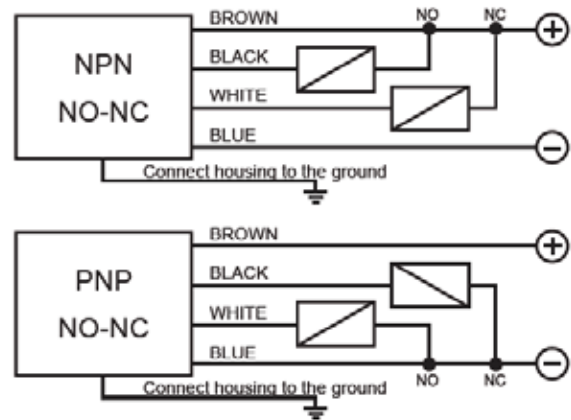 BROWN NO NC +
NPN
NO-NC
BLACK
WHITE
BLUE −
Connect housing to the ground
BROWN +
PNP
NO-NC
BLACK
WHITE
BLUE −
NO NC
Connect housing to the ground